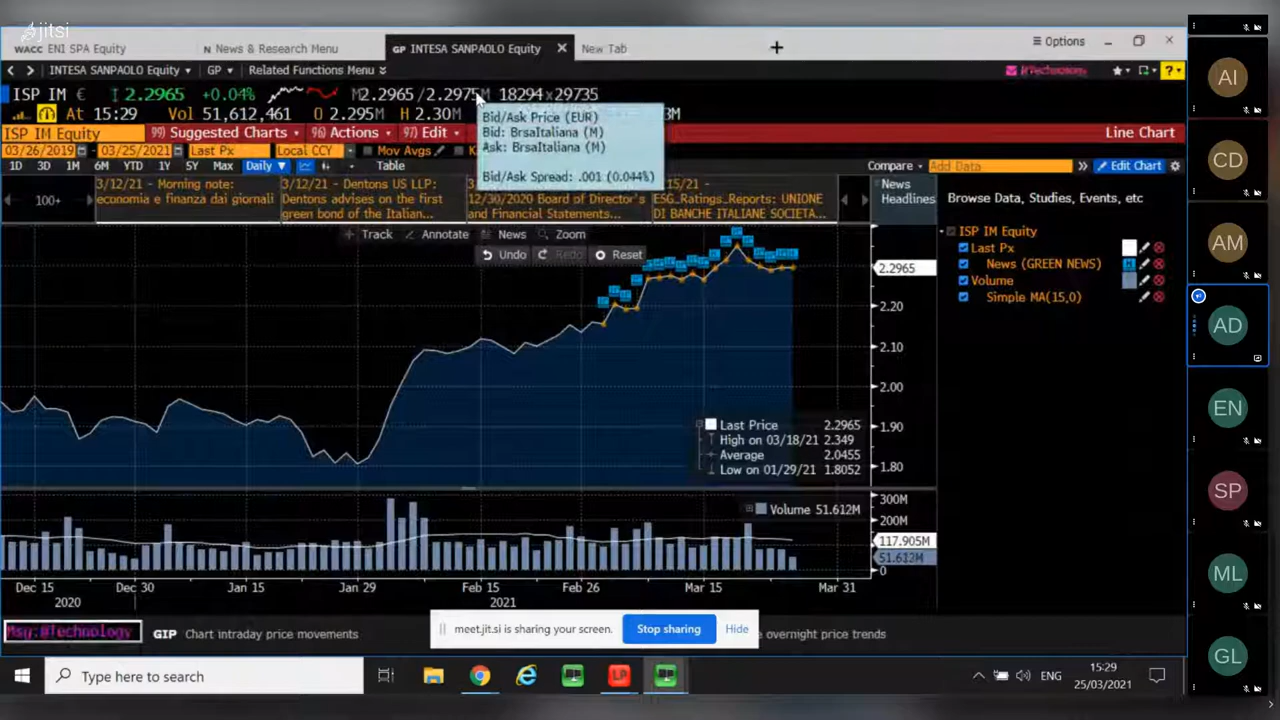 jitsi
WACC ENI SPA Equity
N News & Research Menu
GP INTESA SANPAOLO Equity
New Tab
Options
INTESA SANPAOLO Equity
GP
Related Functions Menu
ISP IM € 2.2965 +0.04% M2.2965/2.2975M 18294x29735
At 15:29 Vol 51,612,461 O 2.295M H 2.30M
Bid/Ask Price (EUR)
Bid: BrsaItaliana (M)
Ask: BrsaItaliana (M)
Bid/Ask Spread: .001 (0.044%)
ISP IM Equity
99) Suggested Charts
96) Actions
97) Edit
Line Chart
03/26/2019
03/25/2021
Last Px
Local CCY
Mov Avgs
1D 3D 1M 6M YTD 1Y 5Y Max Daily
Table
Compare
Add Data
Edit Chart
100+
3/12/21 - Morning note: economia e finanza dai giornali
3/12/21 - Dentons US LLP: Dentons advises on the first green bond of the Italian...
12/30/2020 Board of Director's and Financial Statements...
ESG_Ratings_Reports: UNIONE DI BANCHE ITALIANE SOCIETA...
News Headlines
Browse Data, Studies, Events, etc
Track
Annotate
News
Zoom
Undo
Redo
Reset
ISP IM Equity
Last Px
News (GREEN NEWS)
Volume
Simple MA(15,0)
2.2965
2.20
2.10
2.00
1.90
1.80
Last Price 2.2965
High on 03/18/21 2.349
Average 2.0455
Low on 01/29/21 1.8052
Volume 51.612M
300M
200M
117.905M
51.612M
0
Dec 15
Dec 30
Jan 15
Jan 29
Feb 15
Feb 26
Mar 15
Mar 31
2020
2021
Msg:@Technology
GIP Chart intraday price movements
meet.jit.si is sharing your screen.
Stop sharing
Hide
e overnight price trends
Type here to search
LP
ENG
15:29
25/03/2021
AI
CD
AM
AD
EN
SP
ML
GL